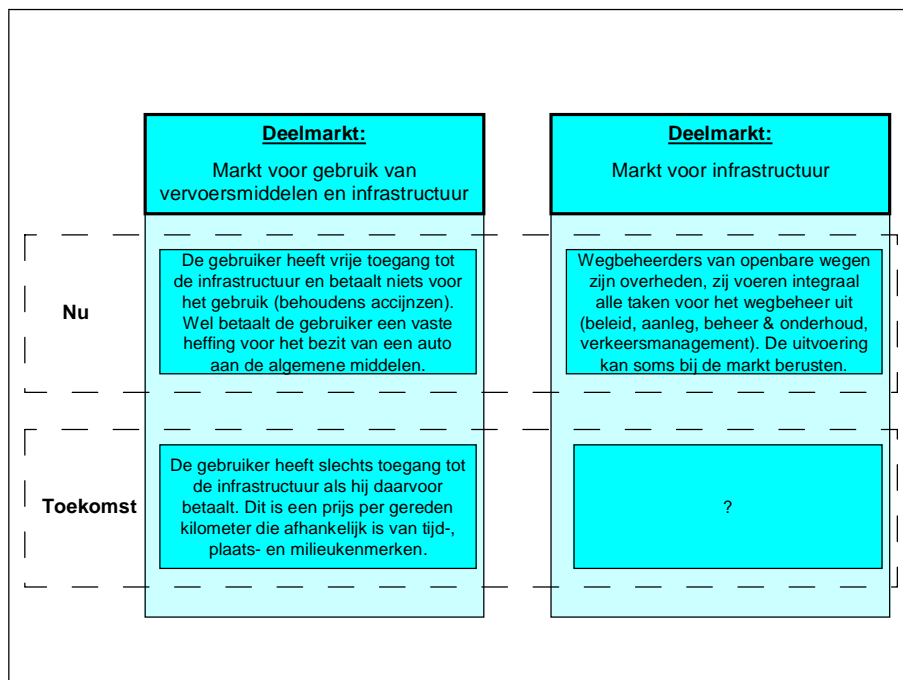 Deelmarkt:
Markt voor gebruik van
vervoersmiddelen en infrastructuur
Deelmarkt:
Markt voor infrastructuur
Nu
De gebruiker heeft vrije toegang tot
de infrastructuur en betaalt niets voor
het gebruik (behoudens accijnzen).
Wel betaalt de gebruiker een vaste
heffing voor het bezit van een auto
aan de algemene middelen.
Wegbeheerders van openbare wegen
zijn overheden, zij voeren integraal
alle taken voor het wegbeheer uit
(beleid, aanleg, beheer & onderhoud,
verkeersmanagement). De uitvoering
kan soms bij de markt berusten.
Toekomst
De gebruiker heeft slechts toegang tot
de infrastructuur als hij daarvoor
betaalt. Dit is een prijs per gereden
kilometer die afhankelijk is van tijd-,
plaats- en milieukenmerken.
?